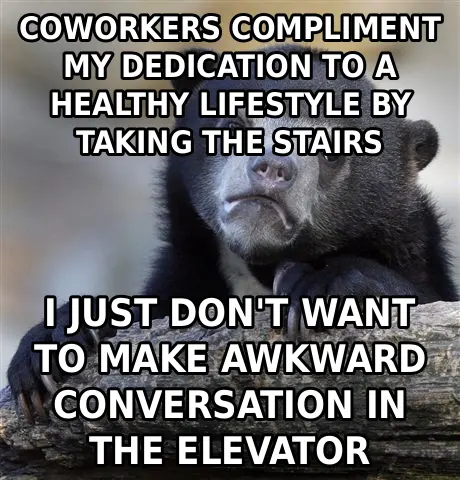 COWORKERS COMPLIMENT
MY DEDICATION TO A
HEALTHY LIFESTYLE BY
TAKING THE STAIRS
I JUST DON'T WANT
TO MAKE AWKWARD
CONVERSATION IN
THE ELEVATOR